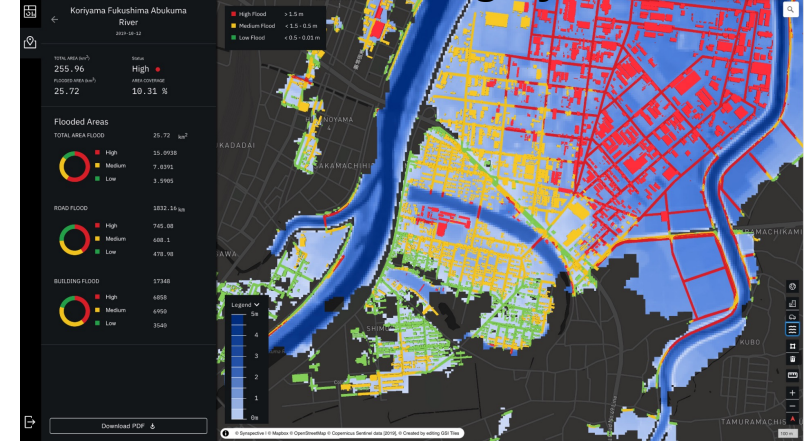 Koriyama Fukushima Abukuma
River
2019-10-12
TOTAL AREA (km²)
Status
255.96
High
FLOODED AREA (km²)
AREA COVERAGE
25.72
10.31 %
Flooded Areas
TOTAL AREA FLOOD
25.72 km²
High
15.0938
Medium
7.0391
Low
3.5905
ROAD FLOOD
1832.16 km
High
745.08
Medium
608.1
Low
478.98
BUILDING FLOOD
17348
High
6858
Medium
6950
Low
3540
Download PDF
High Flood > 1.5 m
Medium Flood < 1.5 - 0.5 m
Low Flood < 0.5 - 0.01 m
KADADAI
TAWA
KUBO
TAMURAMACHI
Legend
5m
4
3
2
1
0m
© Synspective / © Mapbox © OpenStreetMap © Copernicus Sentinel data [2019], © Created by editing GSI Tiles
100 m